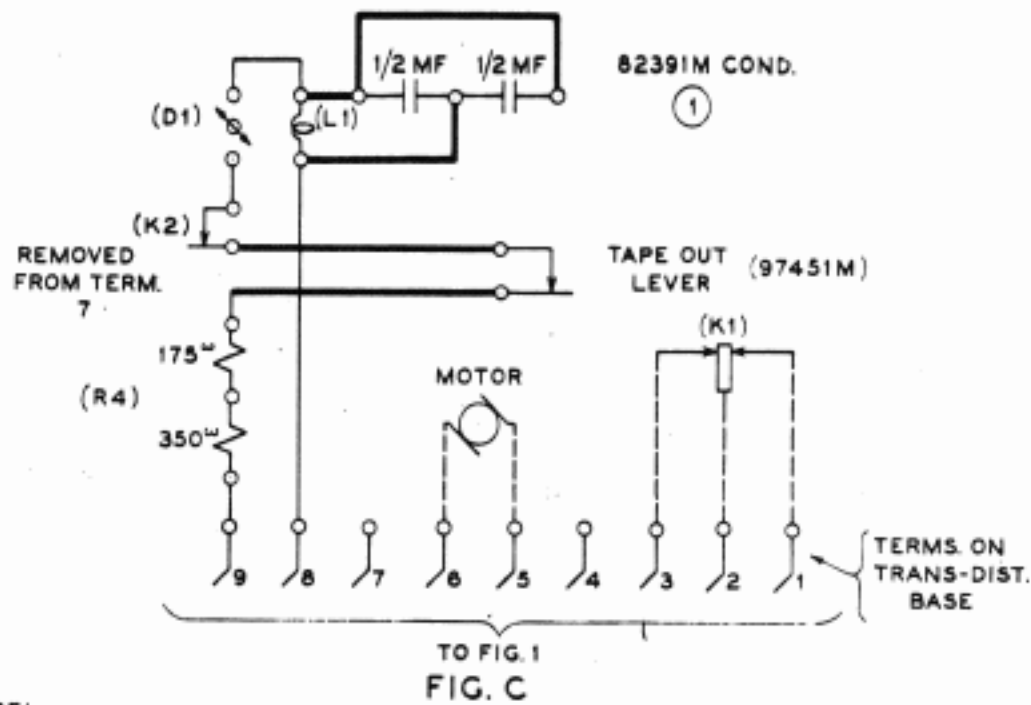 1/2 MF
1/2 MF
82391M COND.
1
(D1)
(L1)
(K2)
REMOVED
FROM TERM.
7
TAPE OUT
LEVER
(97451M)
(K1)
175ω
(R4)
350ω
MOTOR
9
8
7
6
5
4
3
2
1
TERMS. ON
TRANS-DIST.
BASE
TO FIG. 1
FIG. C